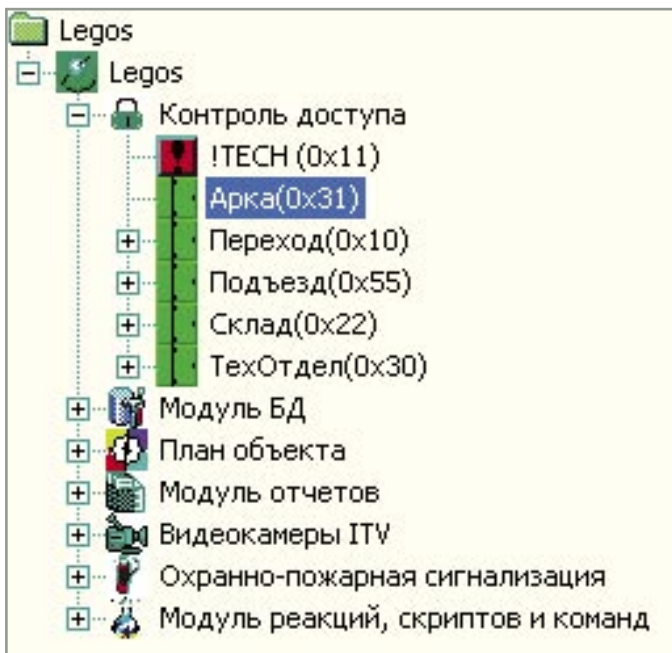 Legos
Legos
Контроль доступа
!TECH (0x11)
Арка(0x31)
Переход(0x10)
Подъезд(0x55)
Склад(0x22)
ТехОтдел(0x30)
Модуль БД
План объекта
Модуль отчетов
Видеокамеры ITV
Охранно-пожарная сигнализация
Модуль реакций, скриптов и команд